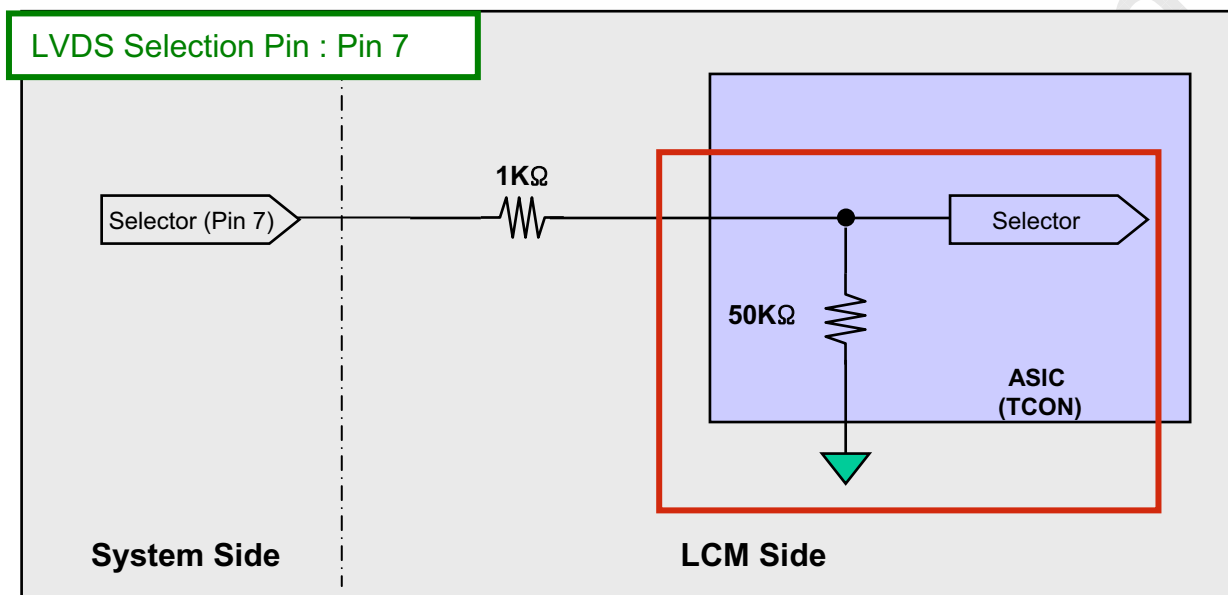 LVDS Selection Pin : Pin 7
1KΩ
Selector (Pin 7)
Selector
50KΩ
ASIC
(TCON)
System Side
LCM Side